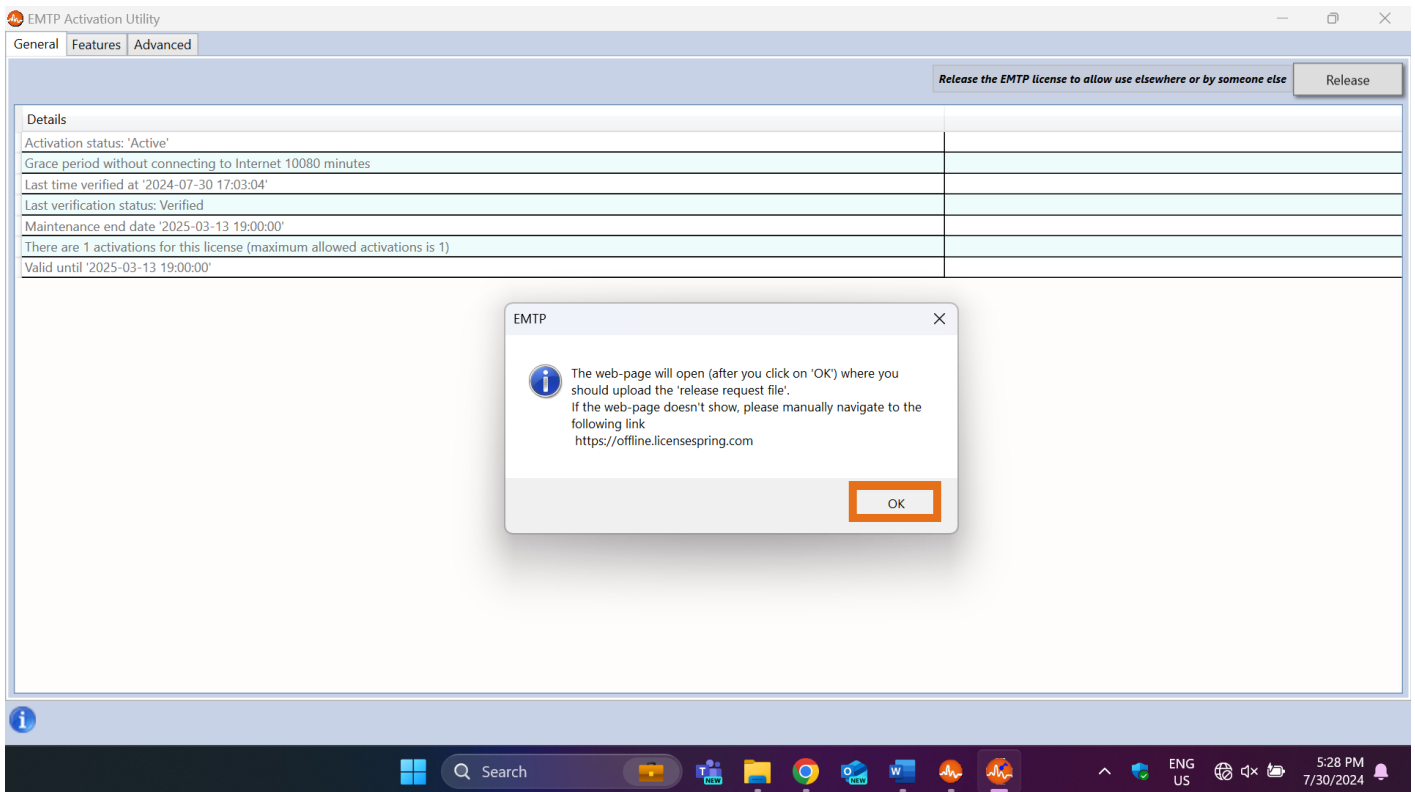 EMTP Activation Utility
General Features Advanced
Release the EMTP license to allow use elsewhere or by someone else Release
Details
Activation status: 'Active'
Grace period without connecting to Internet 10080 minutes
Last time verified at '2024-07-30 17:03:04'
Last verification status: Verified
Maintenance end date '2025-03-13 19:00:00'
There are 1 activations for this license (maximum allowed activations is 1)
Valid until '2025-03-13 19:00:00'
EMTP
The web-page will open (after you click on 'OK') where you
should upload the 'release request file'.
If the web-page doesn't show, please manually navigate to the
following link
https://offline.licensespring.com
OK
Search
T
NEW
O
NEW
W
ENG
US
5:28 PM
7/30/2024